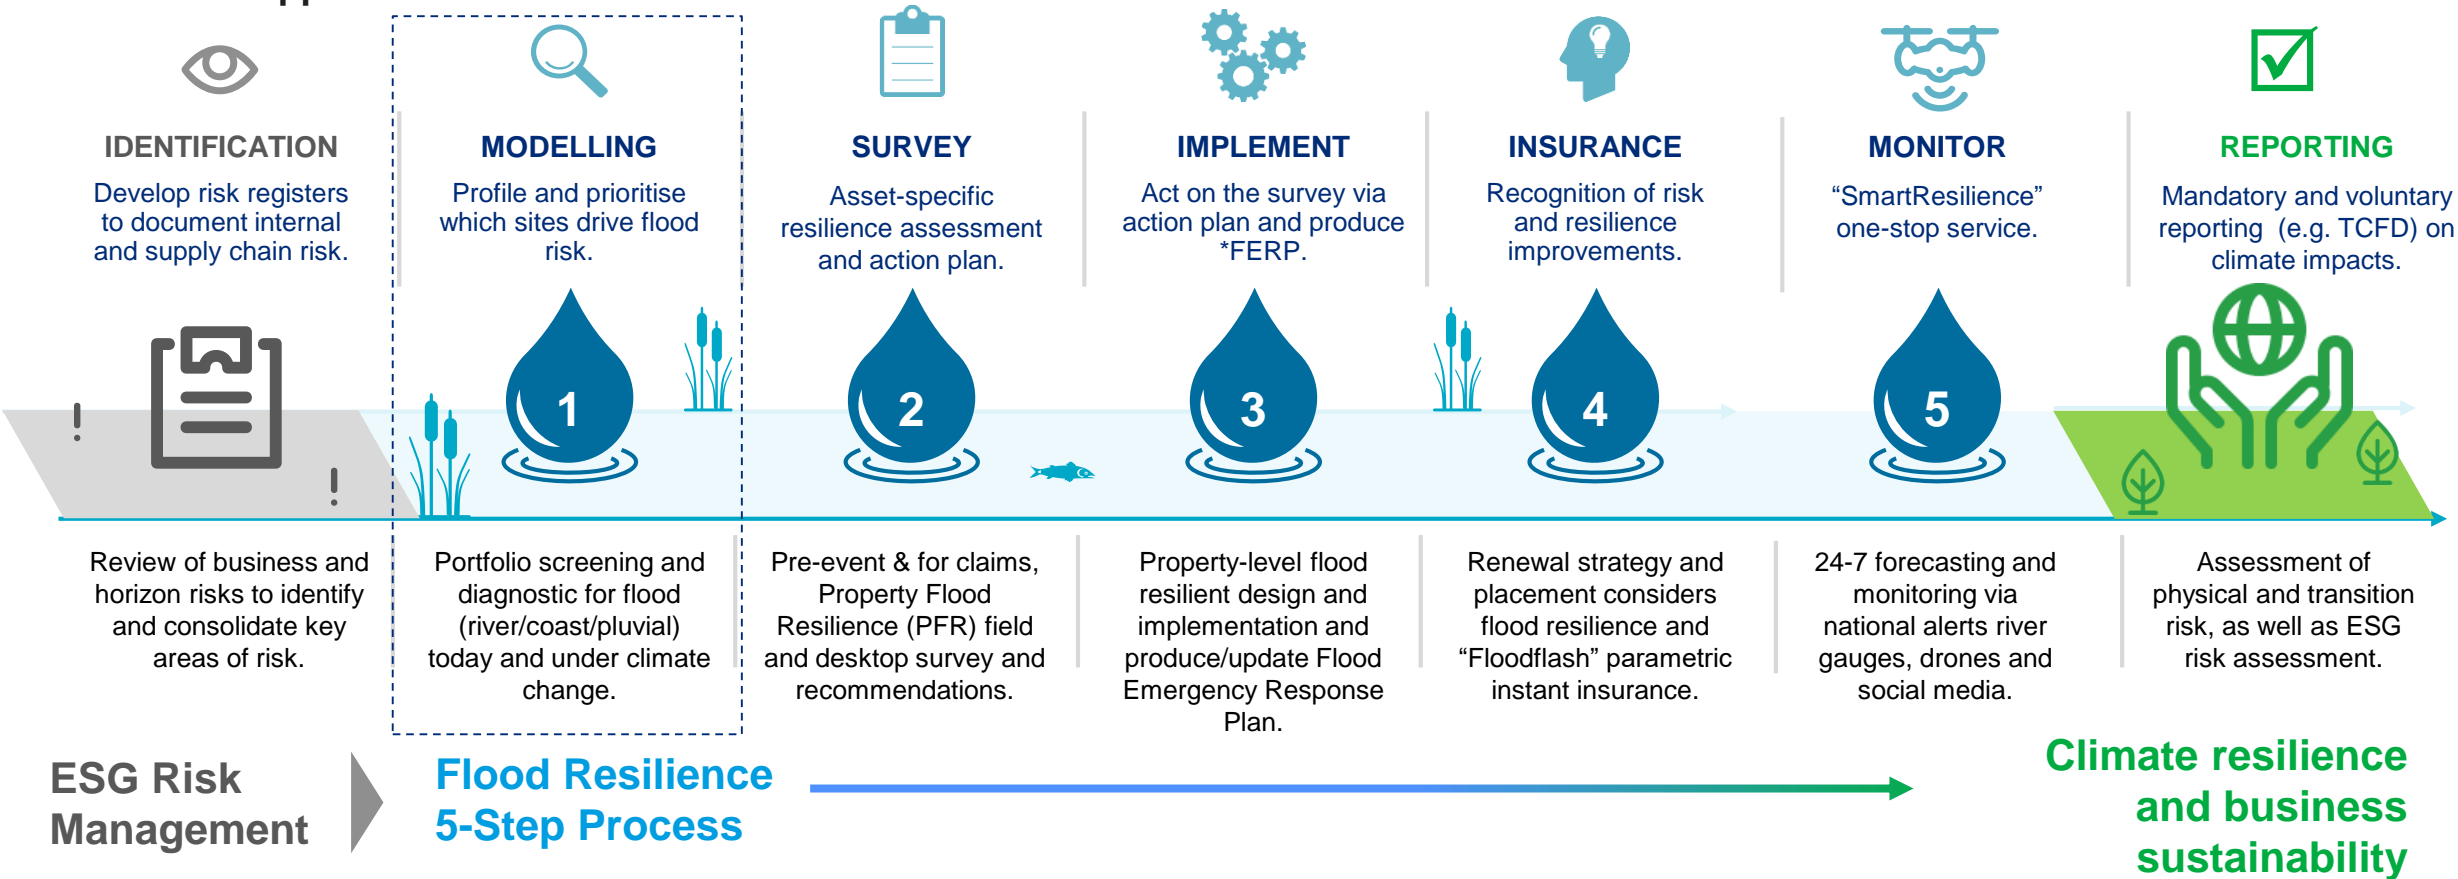 IDENTIFICATION
Develop risk registers
to document internal
and supply chain risk.
MODELLING
Profile and prioritise
which sites drive flood
risk.
SURVEY
Asset-specific
resilience assessment
and action plan.
IMPLEMENT
Act on the survey via
action plan and produce
*FERP.
INSURANCE
Recognition of risk
and resilience
improvements.
MONITOR
“SmartResilience”
one-stop service.
REPORTING
Mandatory and voluntary
reporting (e.g. TCFD) on
climate impacts.
!
!
1
2
3
4
5
Review of business and
horizon risks to identify
and consolidate key
areas of risk.
Portfolio screening and
diagnostic for flood
(river/coast/pluvial)
today and under climate
change.
Pre-event & for claims,
Property Flood
Resilience (PFR) field
and desktop survey and
recommendations.
Property-level flood
resilient design and
implementation and
produce/update Flood
Emergency Response
Plan.
Renewal strategy and
placement considers
flood resilience and
“Floodflash” parametric
instant insurance.
24-7 forecasting and
monitoring via
national alerts river
gauges, drones and
social media.
Assessment of
physical and transition
risk, as well as ESG
risk assessment.
ESG Risk
Management
Flood Resilience
5-Step Process
Climate resilience
and business
sustainability